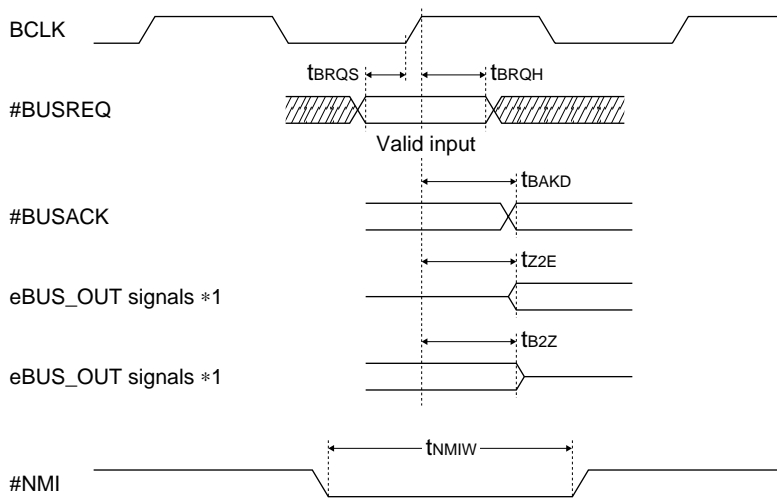 BCLK
tBRQS
tBRQH
#BUSREQ
Valid input
tBAKD
#BUSACK
tZ2E
eBUS_OUT signals *1
tB2Z
eBUS_OUT signals *1
tNMIW
#NMI